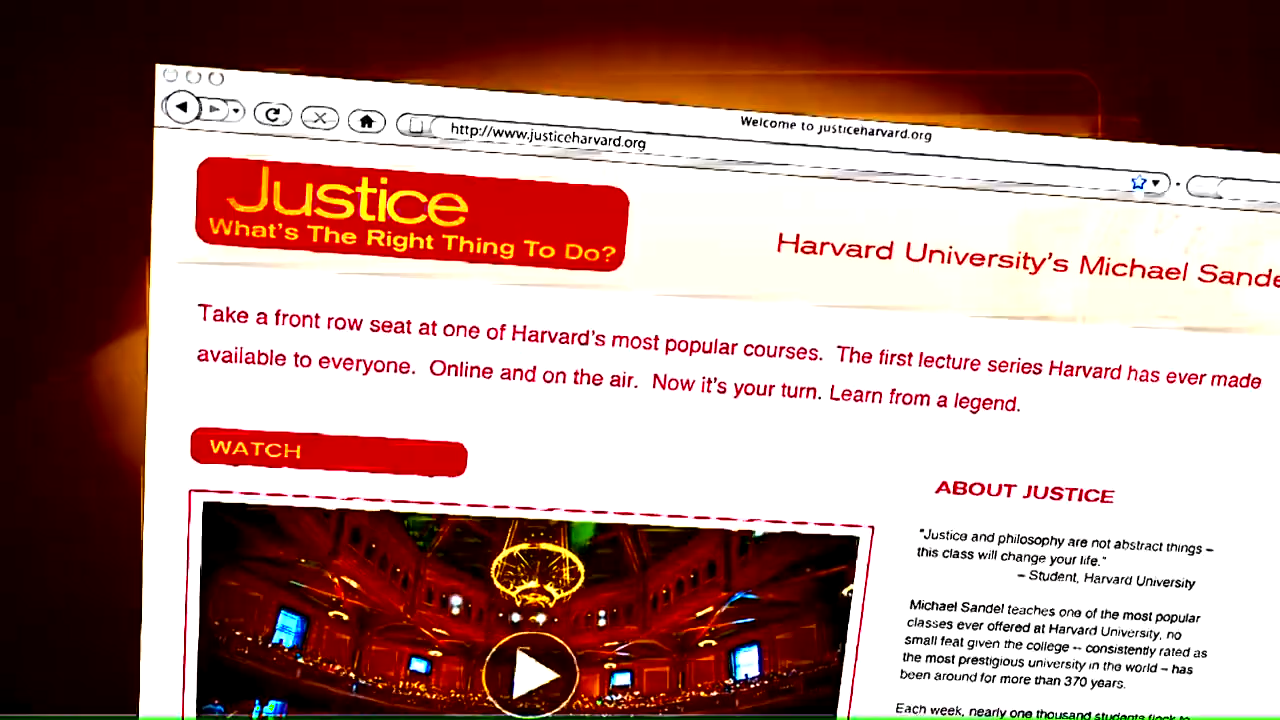 Welcome to justiceharvard.org
http://www.justiceharvard.org
Justice
What's The Right Thing To Do?
Harvard University's Michael
Take a front row seat at one of Harvard's most popular courses.  The first lecture series Harvard has ever made
available to everyone.  Online and on the air.  Now it's your turn. Learn from a legend.
WATCH
ABOUT JUSTICE
"Justice and philosophy are not abstract things –
this class will change your life."
– Student, Harvard University
Michael Sandel teaches one of the most popular
classes ever offered at Harvard University, no
small feat given the college -- consistently rated as
the most prestigious university in the world – has
been around for more than 370 years.
Each week, nearly one thousand students flock to